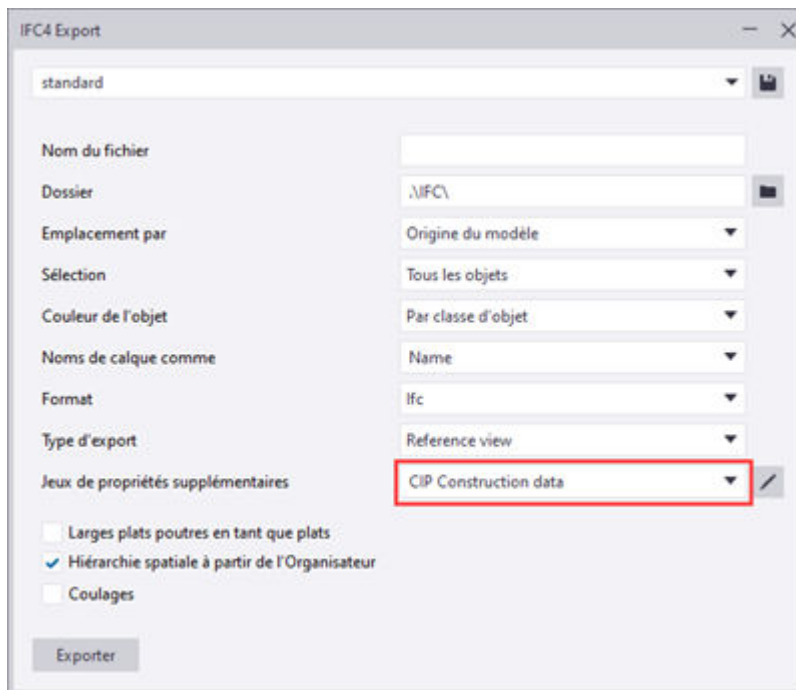 IFC4 Export
standard
Nom du fichier
Dossier .\IFC\
Emplacement par Origine du modèle
Sélection Tous les objets
Couleur de l'objet Par classe d'objet
Noms de calque comme Name
Format Ifc
Type d'export Reference view
Jeux de propriétés supplémentaires CIP Construction data
Larges plats poutres en tant que plats
Hiérarchie spatiale à partir de l'Organisateur
Coulages
Exporter